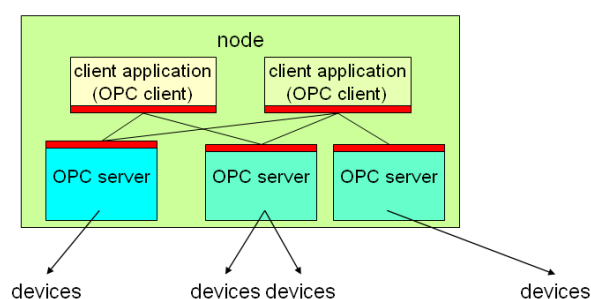 node
client application
(OPC client)
client application
(OPC client)
OPC server
OPC server
OPC server
devices
devices devices
devices